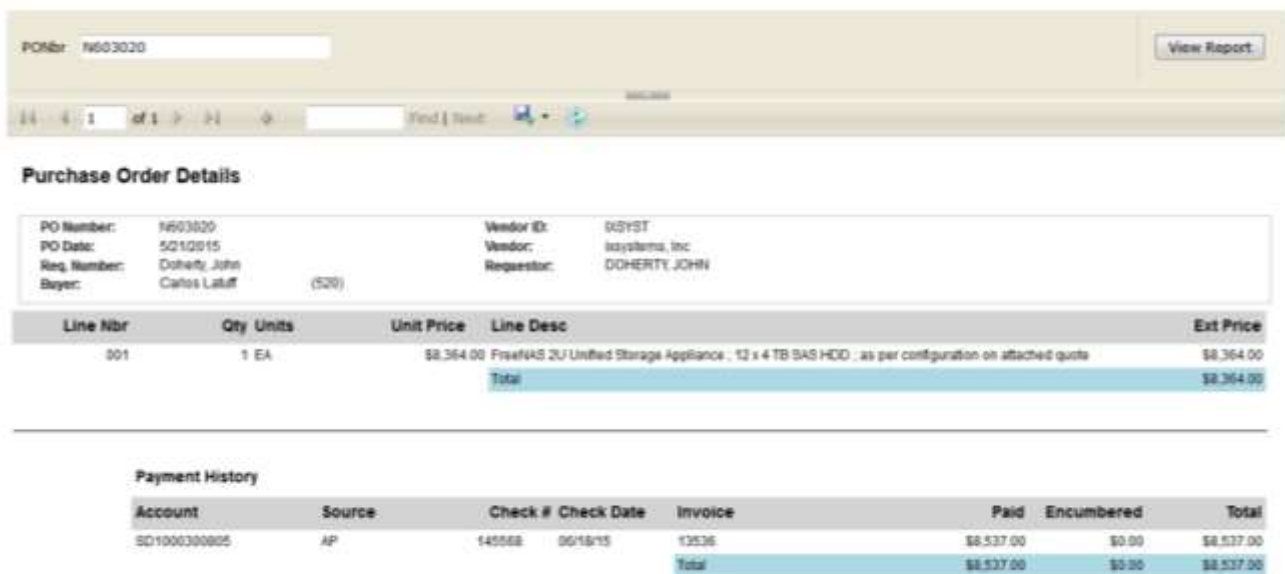 PONbr N603020 View Report
1 of 1 Find | Next
Purchase Order Details
PO Number: N603020 Vendor ID: IXSYST
PO Date: 5/21/2015 Vendor: Ixsystems, Inc
Req. Number: Doherty, John Requestor: DOHERTY, JOHN
Buyer: Carlos Latuff (520)
Line Nbr Qty Units Unit Price Line Desc Ext Price
001 1 EA $8,364.00 FreeNAS 2U Unified Storage Appliance ; 12 x 4 TB SAS HDD ; as per configuration on attached quote $8,364.00
Total $8,364.00
Payment History
Account Source Check # Check Date Invoice Paid Encumbered Total
SD1000300805 AP 145568 06/18/15 13536 $8,537.00 $0.00 $8,537.00
Total $8,537.00 $0.00 $8,537.00